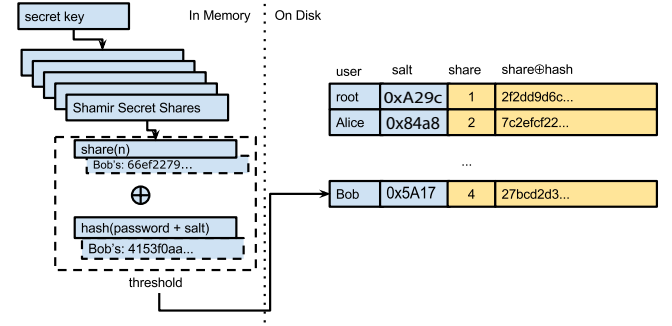 secret key
In Memory
On Disk
Shamir Secret Shares
share(n)
Bob's: 66ef2279...
⊕
hash(password + salt)
Bob's: 4153f0aa...
threshold
user salt share share⊕hash
root 0xA29c 1 2f2dd9d6c...
Alice 0x84a8 2 7c2efcf22...
...
Bob 0x5A17 4 27bcd2d3...